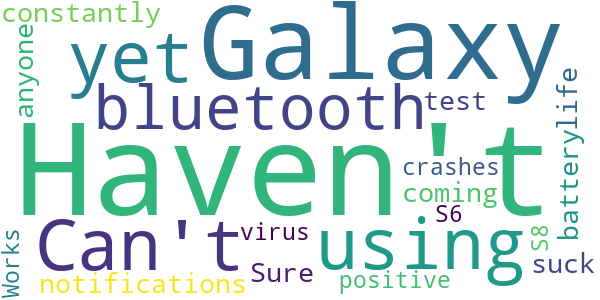 constantly
Galaxy
anyone
yet
bluetooth
test
batterylife
Haven't
crashes
coming
S6
Can't
using
virus
S8
Works
Sure
suck
notifications
positive